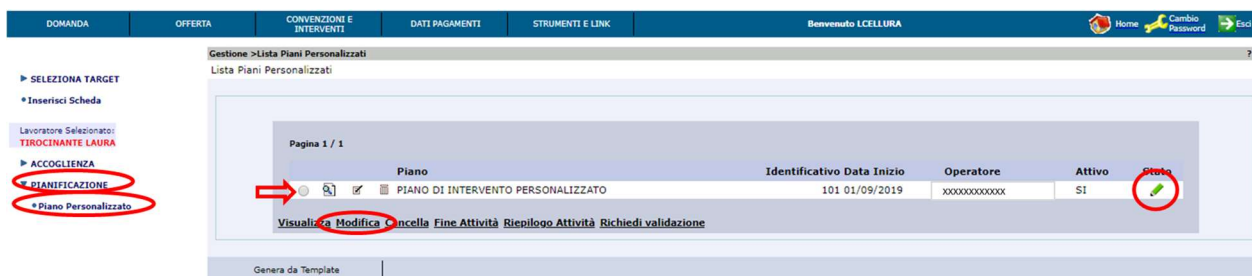 DOMANDA OFFERTA CONVENZIONI E INTERVENTI DATI PAGAMENTI STRUMENTI E LINK Benvenuto LCELLURA Home Cambio Password Esci
Gestione >Lista Piani Personalizzati ?
Lista Piani Personalizzati
SELEZIONA TARGET
Inserisci Scheda
Lavoratore Selezionato:
TIROCINANTE LAURA
ACCOGLIENZA
PIANIFICAZIONE
Piano Personalizzato
Pagina 1 / 1
Piano Identificativo Data Inizio Operatore Attivo Stato
PIANO DI INTERVENTO PERSONALIZZATO 101 01/09/2019 xxxxxxxxxxxx SI
Visualizza Modifica Cancella Fine Attività Riepilogo Attività Richiedi validazione
Genera da Template